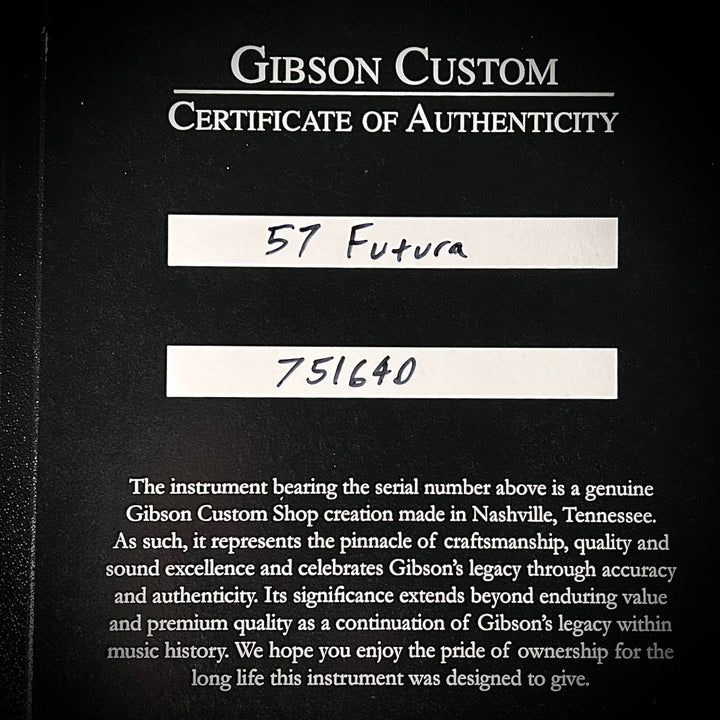 GIBSON CUSTOM
CERTIFICATE OF AUTHENTICITY
57 Futura
751640
The instrument bearing the serial number above is a genuine
Gibson Custom Shop creation made in Nashville, Tennessee.
As such, it represents the pinnacle of craftsmanship, quality and
sound excellence and celebrates Gibson's legacy through accuracy
and authenticity. Its significance extends beyond enduring value
and premium quality as a continuation of Gibson's legacy within
music history. We hope you enjoy the pride of ownership for the
long life this instrument was designed to give.